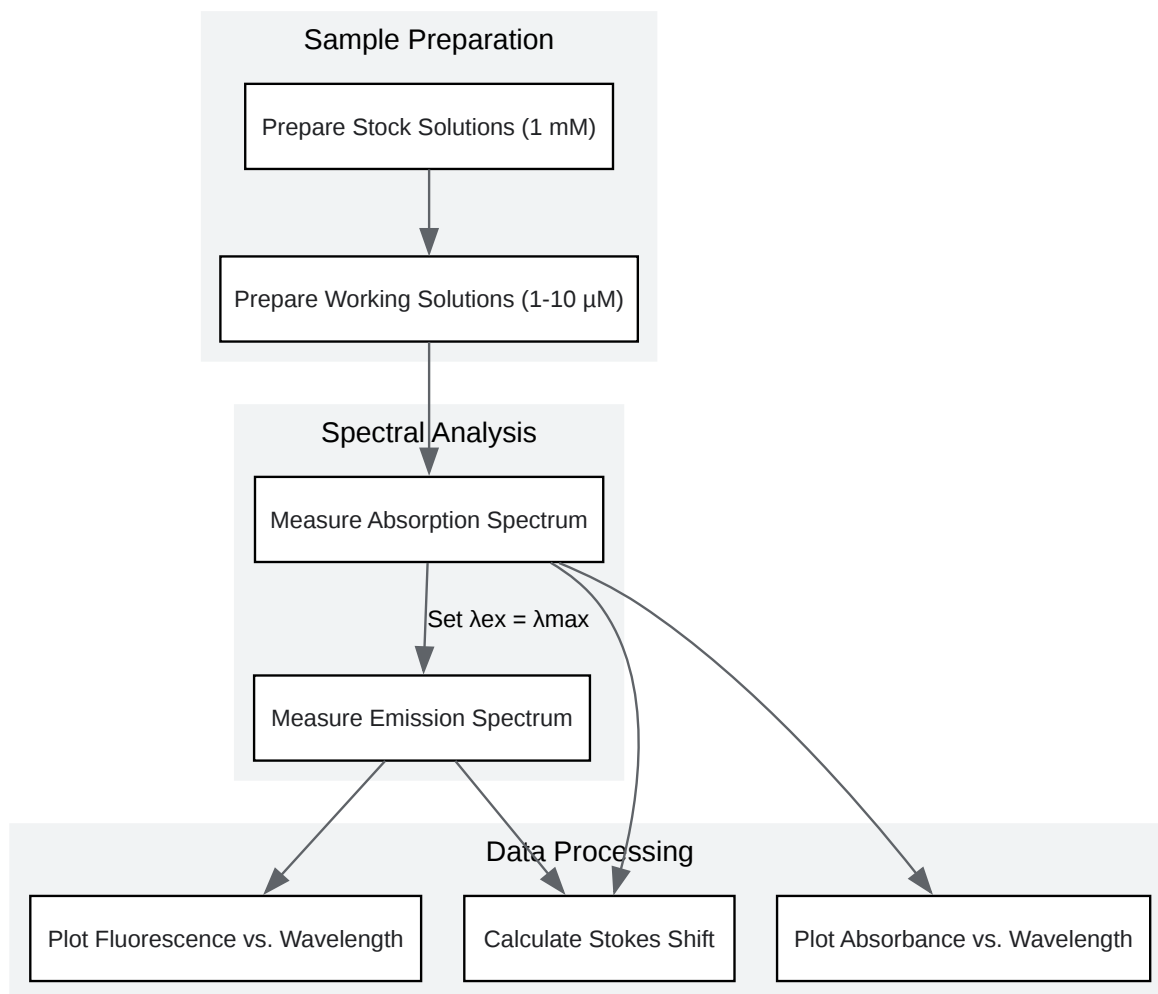 Sample Preparation
Prepare Stock Solutions (1 mM)
Prepare Working Solutions (1-10 µM)
Spectral Analysis
Measure Absorption Spectrum
Set λex = λmax
Measure Emission Spectrum
Data Processing
Plot Fluorescence vs. Wavelength
Calculate Stokes Shift
Plot Absorbance vs. Wavelength